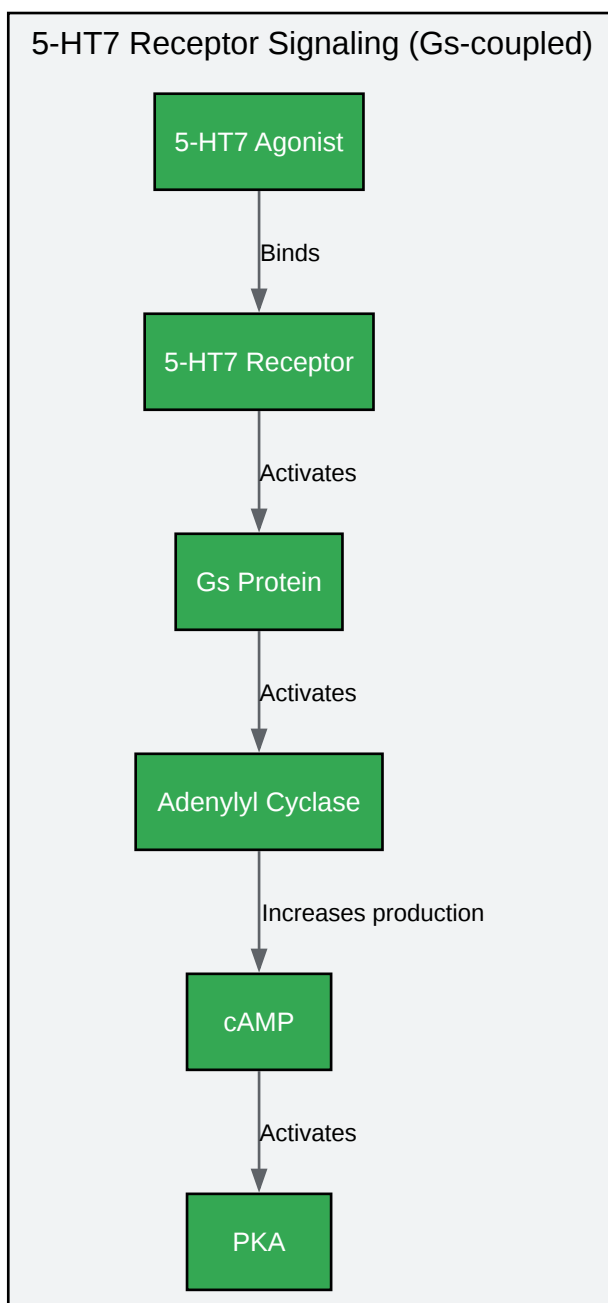 5-HT7 Receptor Signaling (Gs-coupled)
5-HT7 Agonist
Binds
5-HT7 Receptor
Activates
Gs Protein
Activates
Adenylyl Cyclase
Increases production
cAMP
Activates
PKA